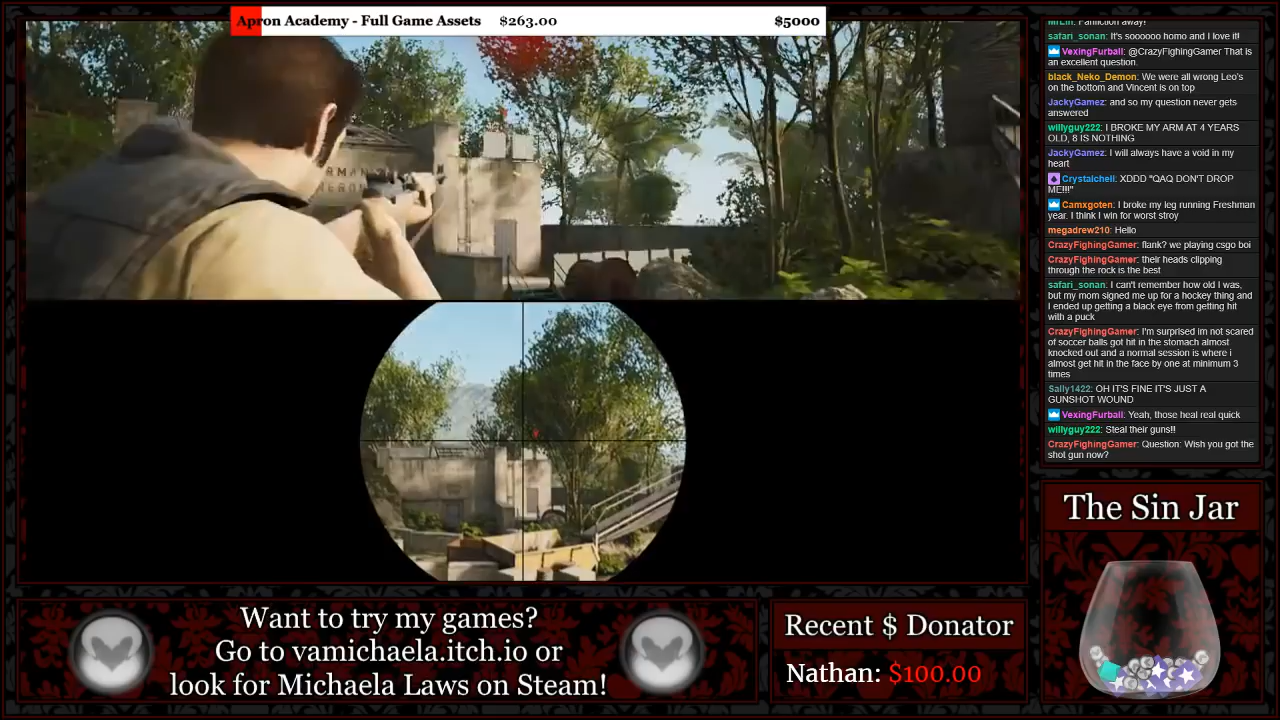 Apron Academy - Full Game Assets $263.00 $5000
MrLin: Fanfiction away!
safari_sonan: It's soooooo homo and I love it!
VexingFurball: @CrazyFighingGamer That is
an excellent question.
black_Neko_Demon: We were all wrong Leo's
on the bottom and Vincent is on top
JackyGamez: and so my question never gets
answered
willyguy222: I BROKE MY ARM AT 4 YEARS
OLD, 8 IS NOTHING
JackyGamez: I will always have a void in my
heart
Crystalchell: XDDD "QAQ DON'T DROP
ME!!!"
Camxgoten: I broke my leg running Freshman
year. I think I win for worst stroy
megadrew210: Hello
CrazyFighingGamer: flank? we playing csgo boi
CrazyFighingGamer: their heads clipping
through the rock is the best
safari_sonan: I can't remember how old I was,
but my mom signed me up for a hockey thing and
I ended up getting a black eye from getting hit
with a puck
CrazyFighingGamer: I'm surprised im not scared
of soccer balls got hit in the stomach almost
knocked out and a normal session is where i
almost get hit in the face by one at minimum 3
times
Sally1422: OH IT'S FINE IT'S JUST A
GUNSHOT WOUND
VexingFurball: Yeah, those heal real quick
willyguy222: Steal their guns!!
CrazyFighingGamer: Question: Wish you got the
shot gun now?
The Sin Jar
Want to try my games?
Go to vamichaela.itch.io or
look for Michaela Laws on Steam!
Recent $ Donator
Nathan: $100.00